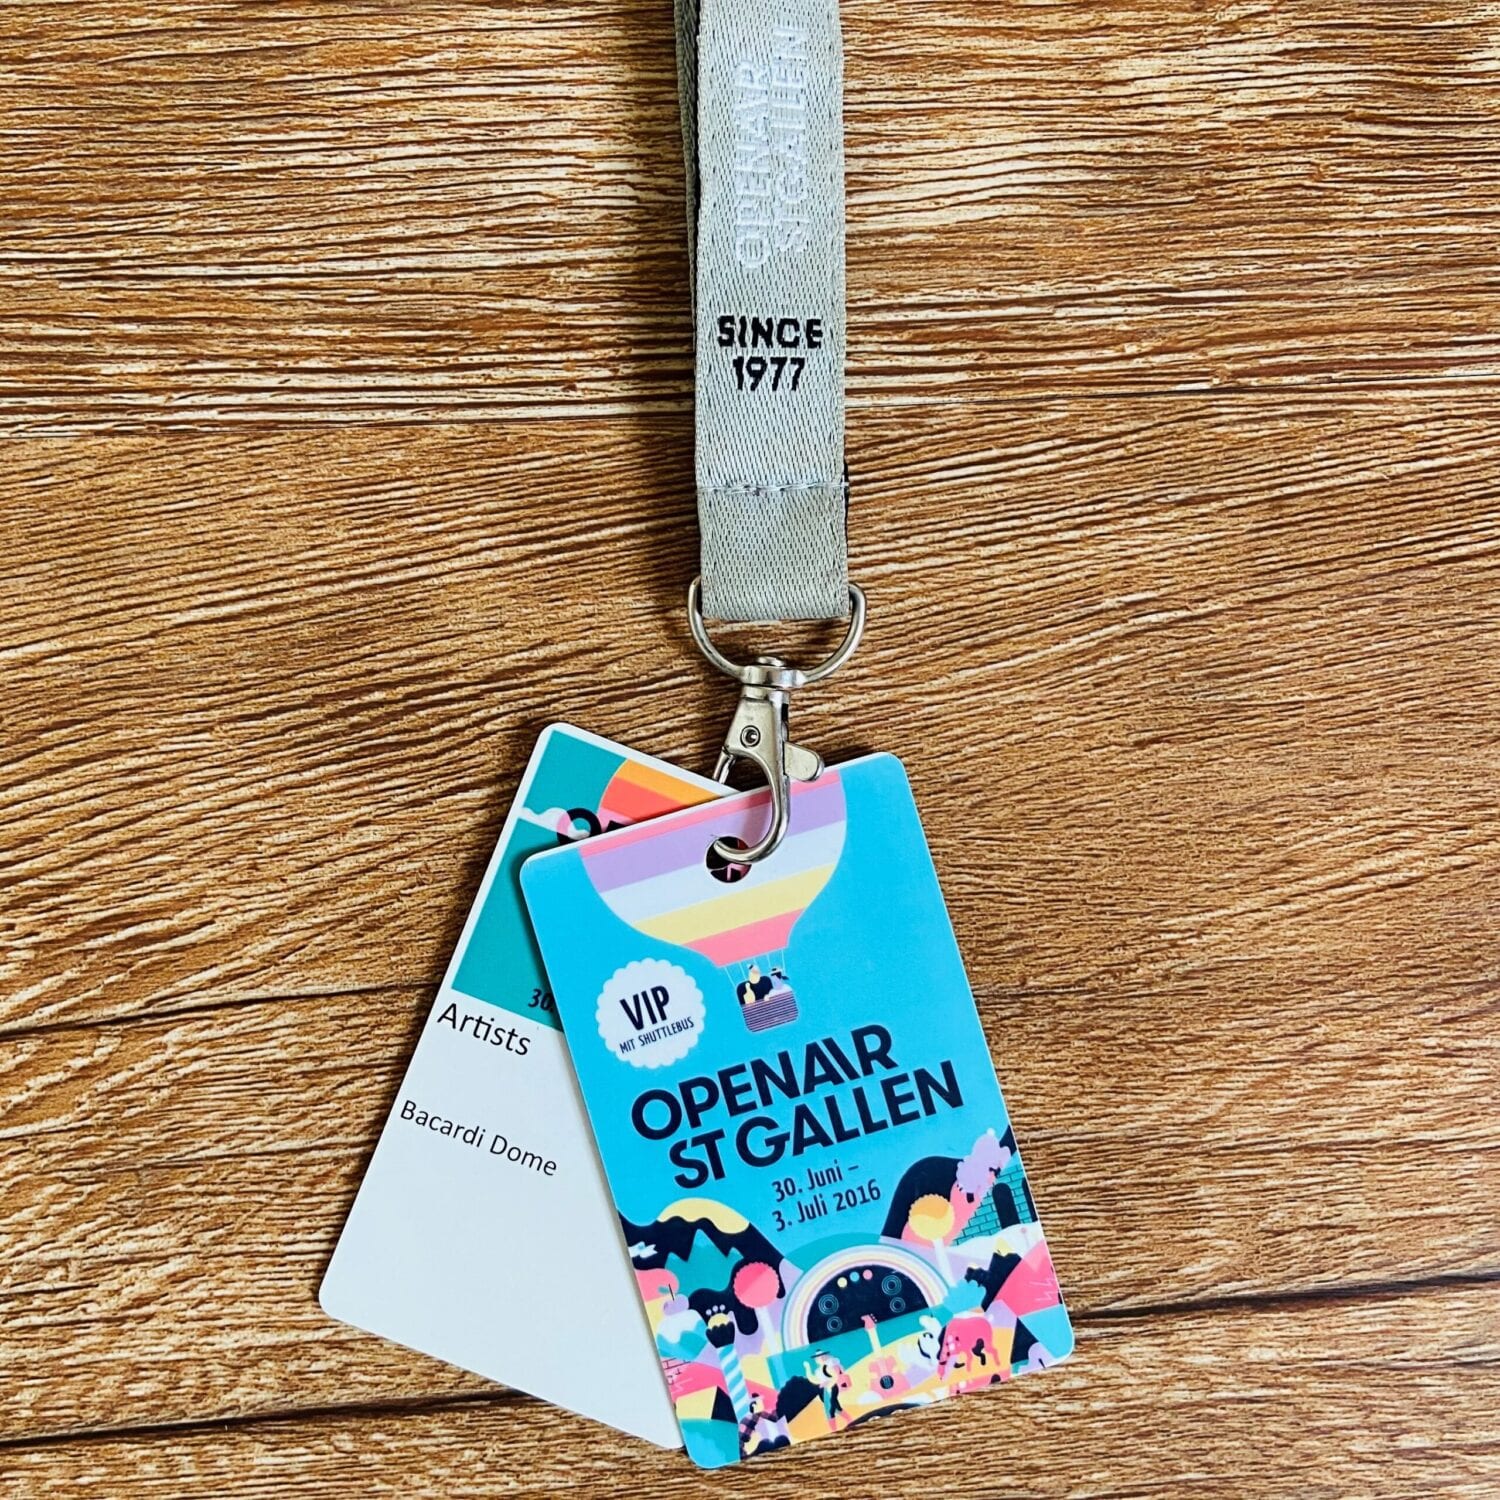 OPENAIR
ST GALLEN
SINCE
1977
30.
Artists
Bacardi Dome
VIP
MIT SHUTTLEBUS
OPENAIR
ST GALLEN
30. Juni –
3. Juli 2016